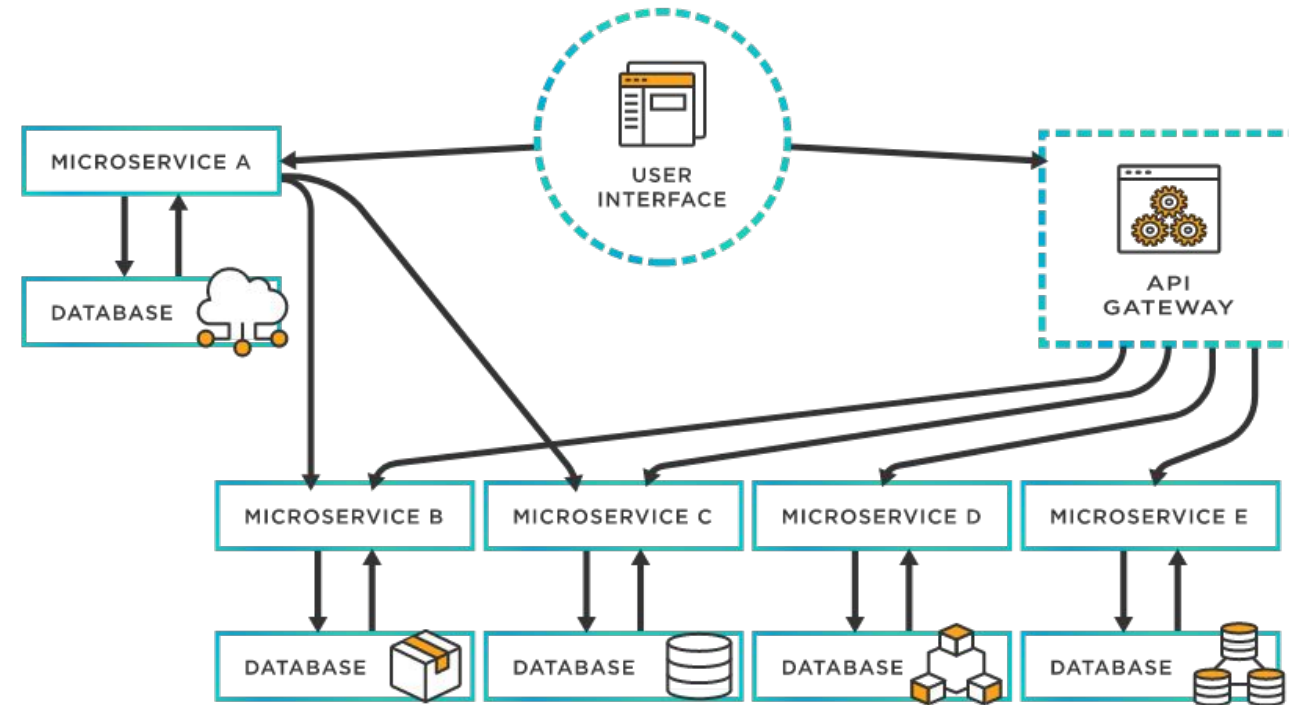 USER
INTERFACE
MICROSERVICE A
DATABASE
API
GATEWAY
MICROSERVICE B
MICROSERVICE C
MICROSERVICE D
MICROSERVICE E
DATABASE
DATABASE
DATABASE
DATABASE